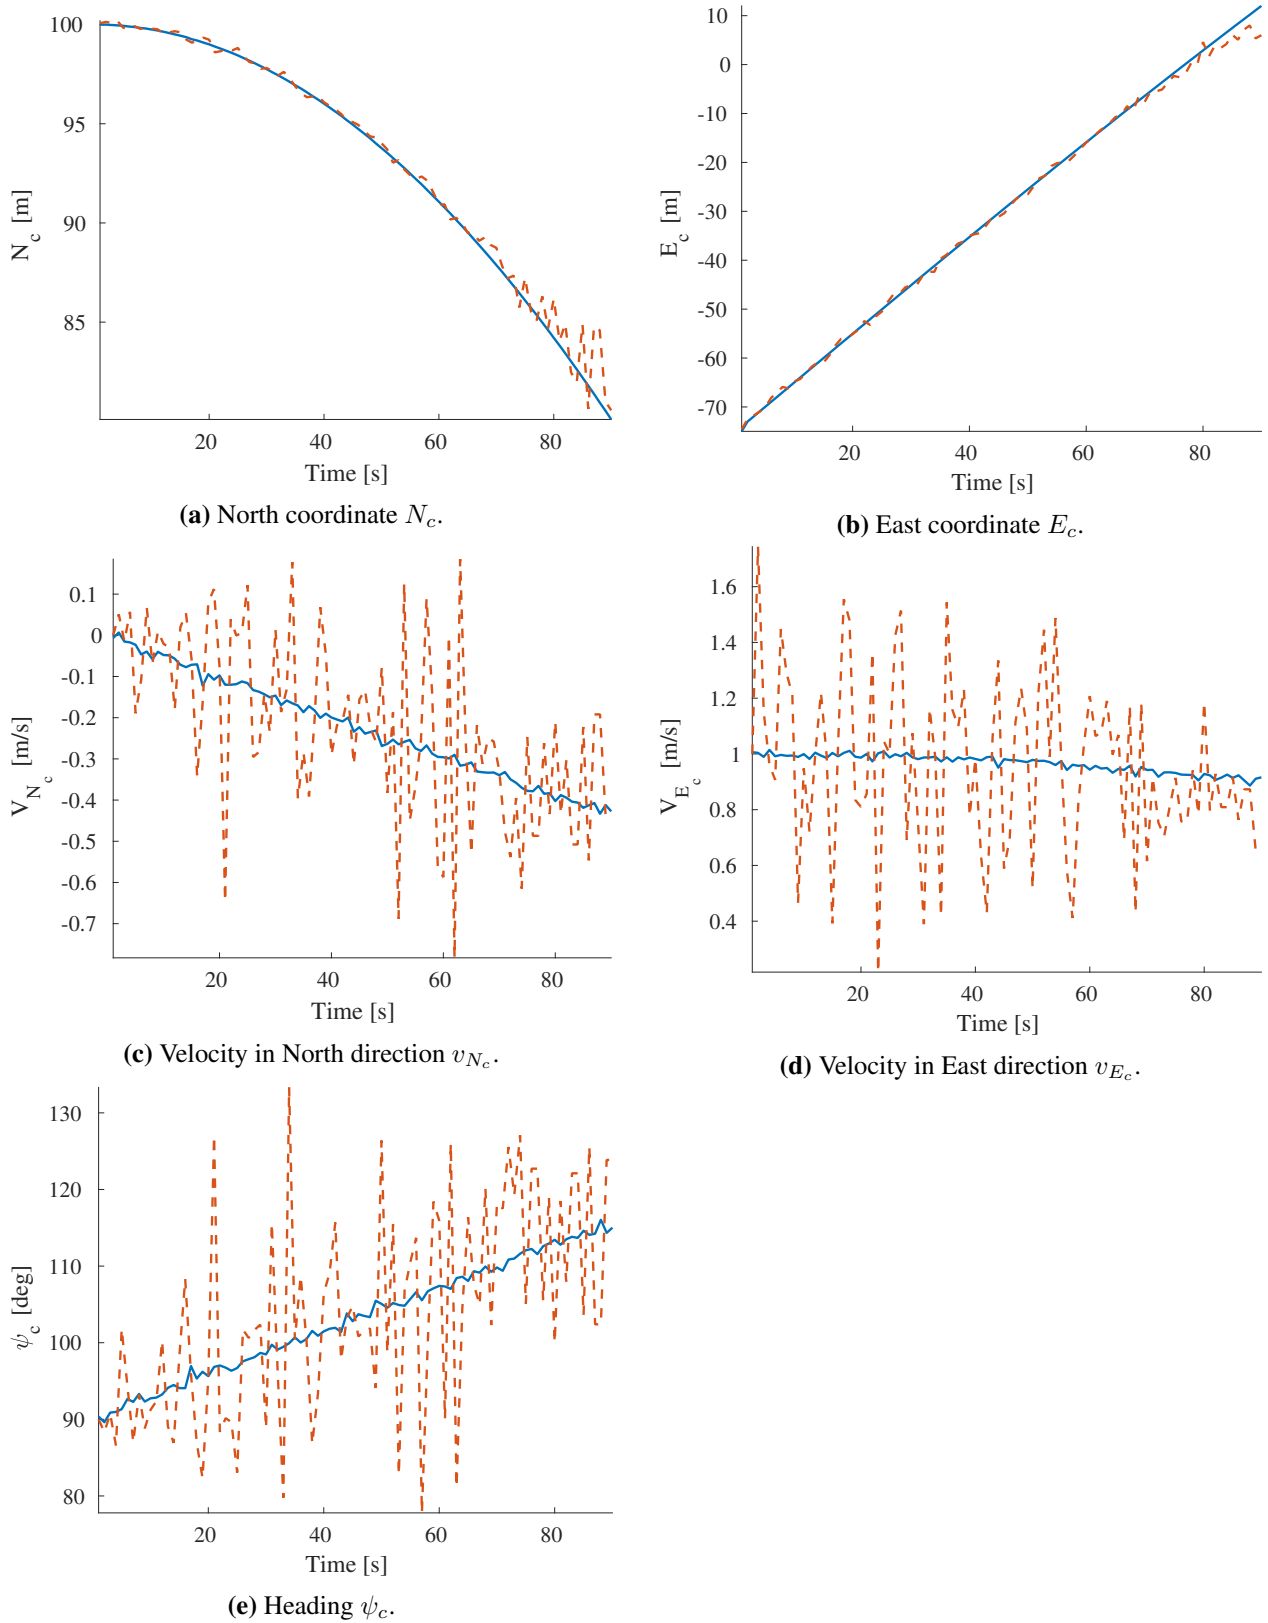 100
95
90
85
N_c [m]
20 40 60 80
Time [s]
(a) North coordinate N_c.
10
0
-10
-20
-30
-40
-50
-60
-70
E_c [m]
20 40 60 80
Time [s]
(b) East coordinate E_c.
0.1
0
-0.1
-0.2
-0.3
-0.4
-0.5
-0.6
-0.7
V_{N_c} [m/s]
20 40 60 80
Time [s]
(c) Velocity in North direction v_{N_c}.
1.6
1.4
1.2
1
0.8
0.6
0.4
V_{E_c} [m/s]
20 40 60 80
Time [s]
(d) Velocity in East direction v_{E_c}.
130
120
110
100
90
80
ψ_c [deg]
20 40 60 80
Time [s]
(e) Heading ψ_c.